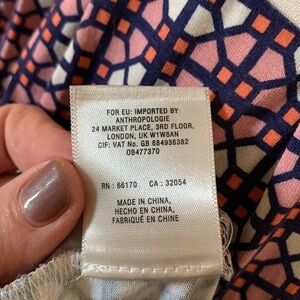 FOR EU: IMPORTED BY
ANTHROPOLOGIE
24 MARKET PLACE, 3RD FLOOR,
LONDON, UK W1W8AN
CIF: VAT No. GB 684936382
OB477370
RN : 66170 CA : 32054
MADE IN CHINA,
HECHO EN CHINA,
FABRIQUÉ EN CHINE